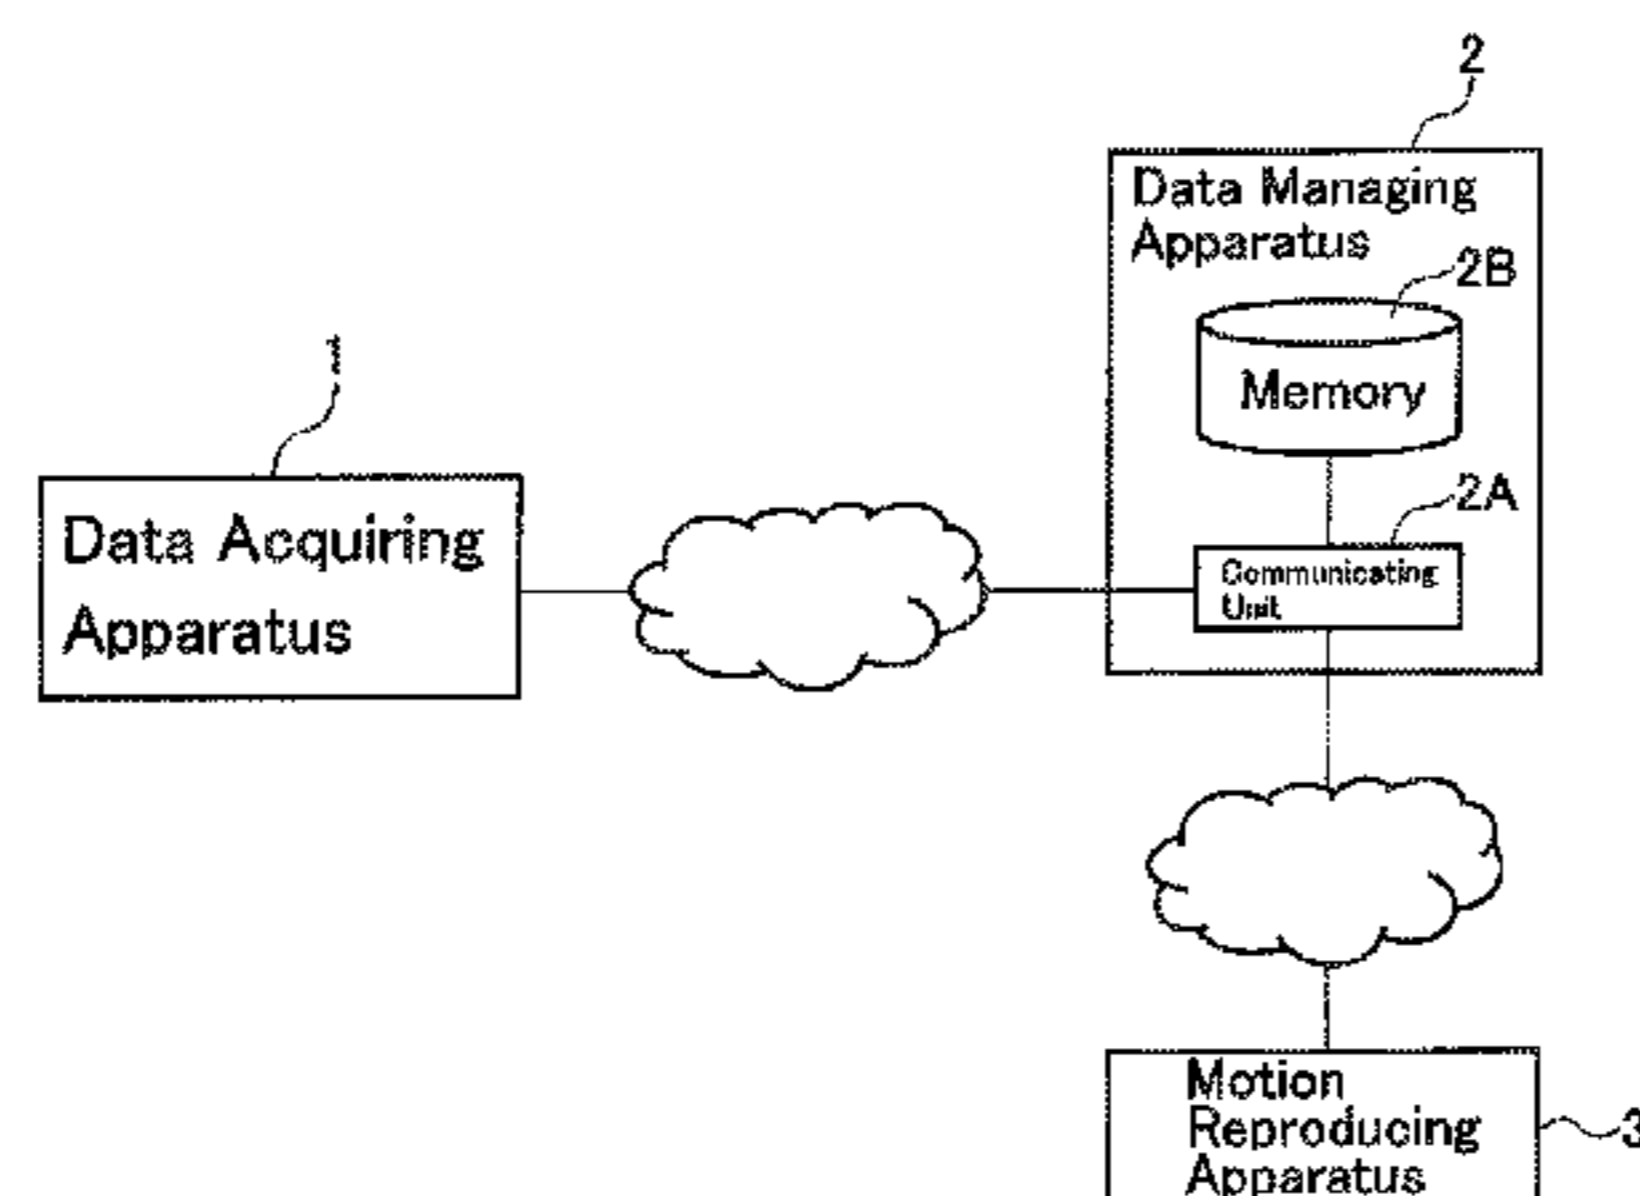 2
Data Managing
Apparatus
2B
Memory
1
2A
Data Acquiring
Apparatus
Communicating
Unit
Motion
Reproducing
Apparatus
3